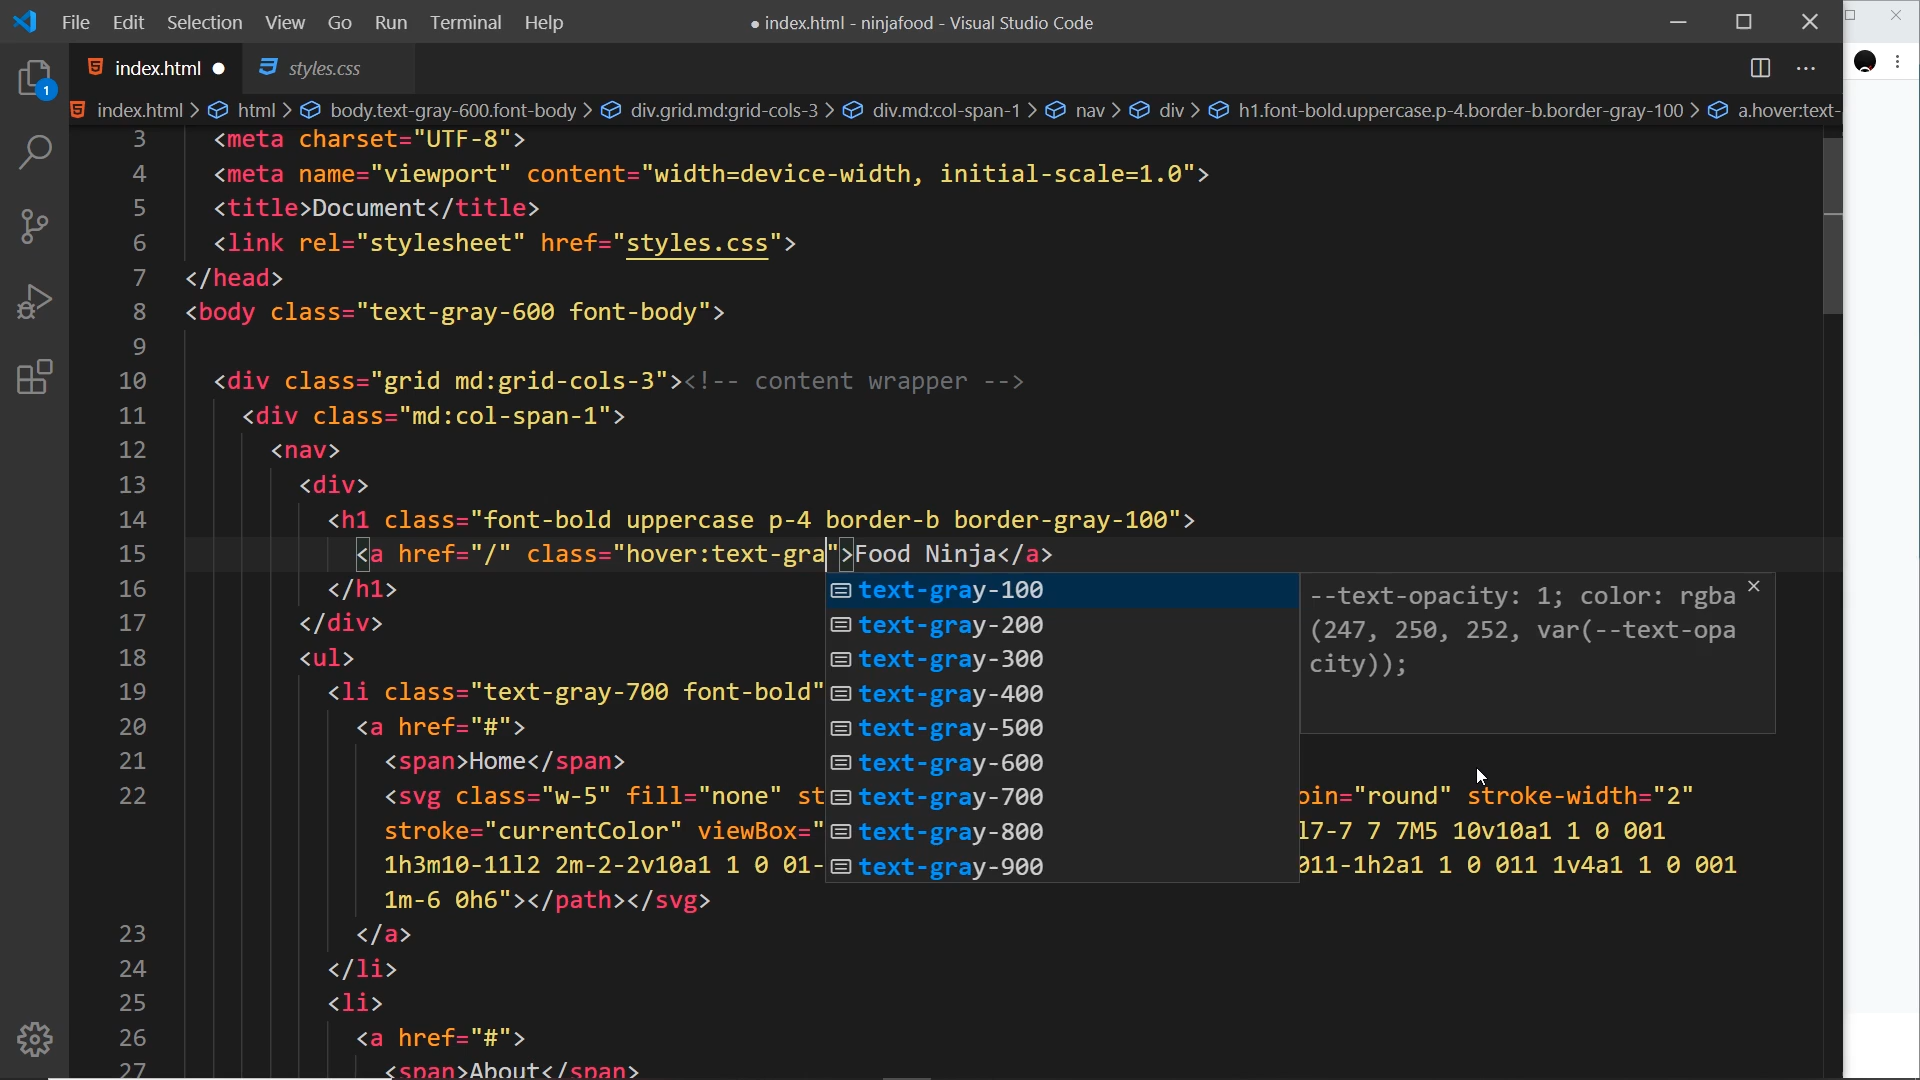 File Edit Selection View Go Run Terminal Help
● index.html - ninjafood - Visual Studio Code
index.html ● styles.css
1
index.html > html > body.text-gray-600.font-body > div.grid.md:grid-cols-3 > div.md:col-span-1 > nav > div > h1.font-bold.uppercase.p-4.border-b.border-gray-100 > a.hover:text-
3 <meta charset="UTF-8">
4 <meta name="viewport" content="width=device-width, initial-scale=1.0">
5 <title>Document</title>
6 <link rel="stylesheet" href="styles.css">
7 </head>
8 <body class="text-gray-600 font-body">
9
10 <div class="grid md:grid-cols-3"><!-- content wrapper -->
11 <div class="md:col-span-1">
12 <nav>
13 <div>
14 <h1 class="font-bold uppercase p-4 border-b border-gray-100">
15 <a href="/" class="hover:text-gra">Food Ninja</a>
16 </h1>
17 </div>
18 <ul>
19 <li class="text-gray-700 font-bold"
20 <a href="#">
21 <span>Home</span>
22 <svg class="w-5" fill="none" st oin="round" stroke-width="2"
stroke="currentColor" viewBox=" l7-7 7 7M5 10v10a1 1 0 001
1h3m10-11l2 2m-2-2v10a1 1 0 01- 011-1h2a1 1 0 011 1v4a1 1 0 001
1m-6 0h6"></path></svg>
23 </a>
24 </li>
25 <li>
26 <a href="#">
27 <span>About</span>
text-gray-100
text-gray-200
text-gray-300
text-gray-400
text-gray-500
text-gray-600
text-gray-700
text-gray-800
text-gray-900
--text-opacity: 1; color: rgba
(247, 250, 252, var(--text-opa
city));